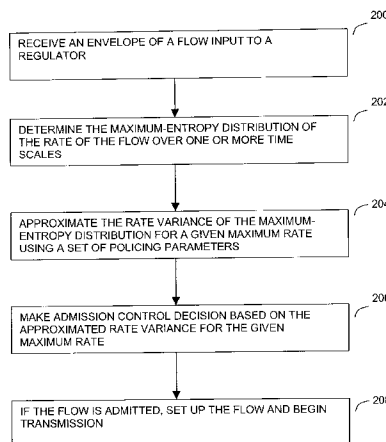 200
RECEIVE AN ENVELOPE OF A FLOW INPUT TO A
REGULATOR
202
DETERMINE THE MAXIMUM-ENTROPY DISTRIBUTION OF
THE RATE OF THE FLOW OVER ONE OR MORE TIME
SCALES
204
APPROXIMATE THE RATE VARIANCE OF THE MAXIMUM-
ENTROPY DISTRIBUTION FOR A GIVEN MAXIMUM RATE
USING A SET OF POLICING PARAMETERS
206
MAKE ADMISSION CONTROL DECISION BASED ON THE
APPROXIMATED RATE VARIANCE FOR THE GIVEN
MAXIMUM RATE
208
IF THE FLOW IS ADMITTED, SET UP THE FLOW AND BEGIN
TRANSMISSION